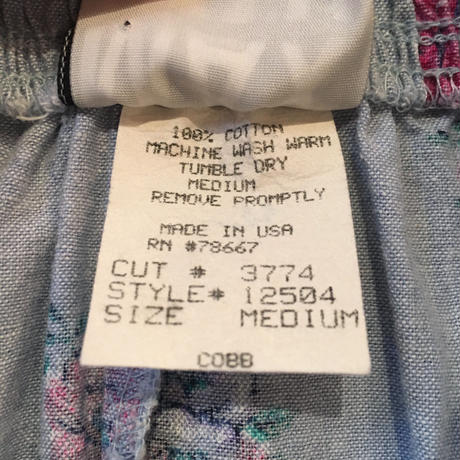 100% COTTON
MACHINE WASH WARM
TUMBLE DRY
MEDIUM
REMOVE PROMPTLY
MADE IN USA
RN #78667
CUT # 3774
STYLE# 12504
SIZE MEDIUM
COBB